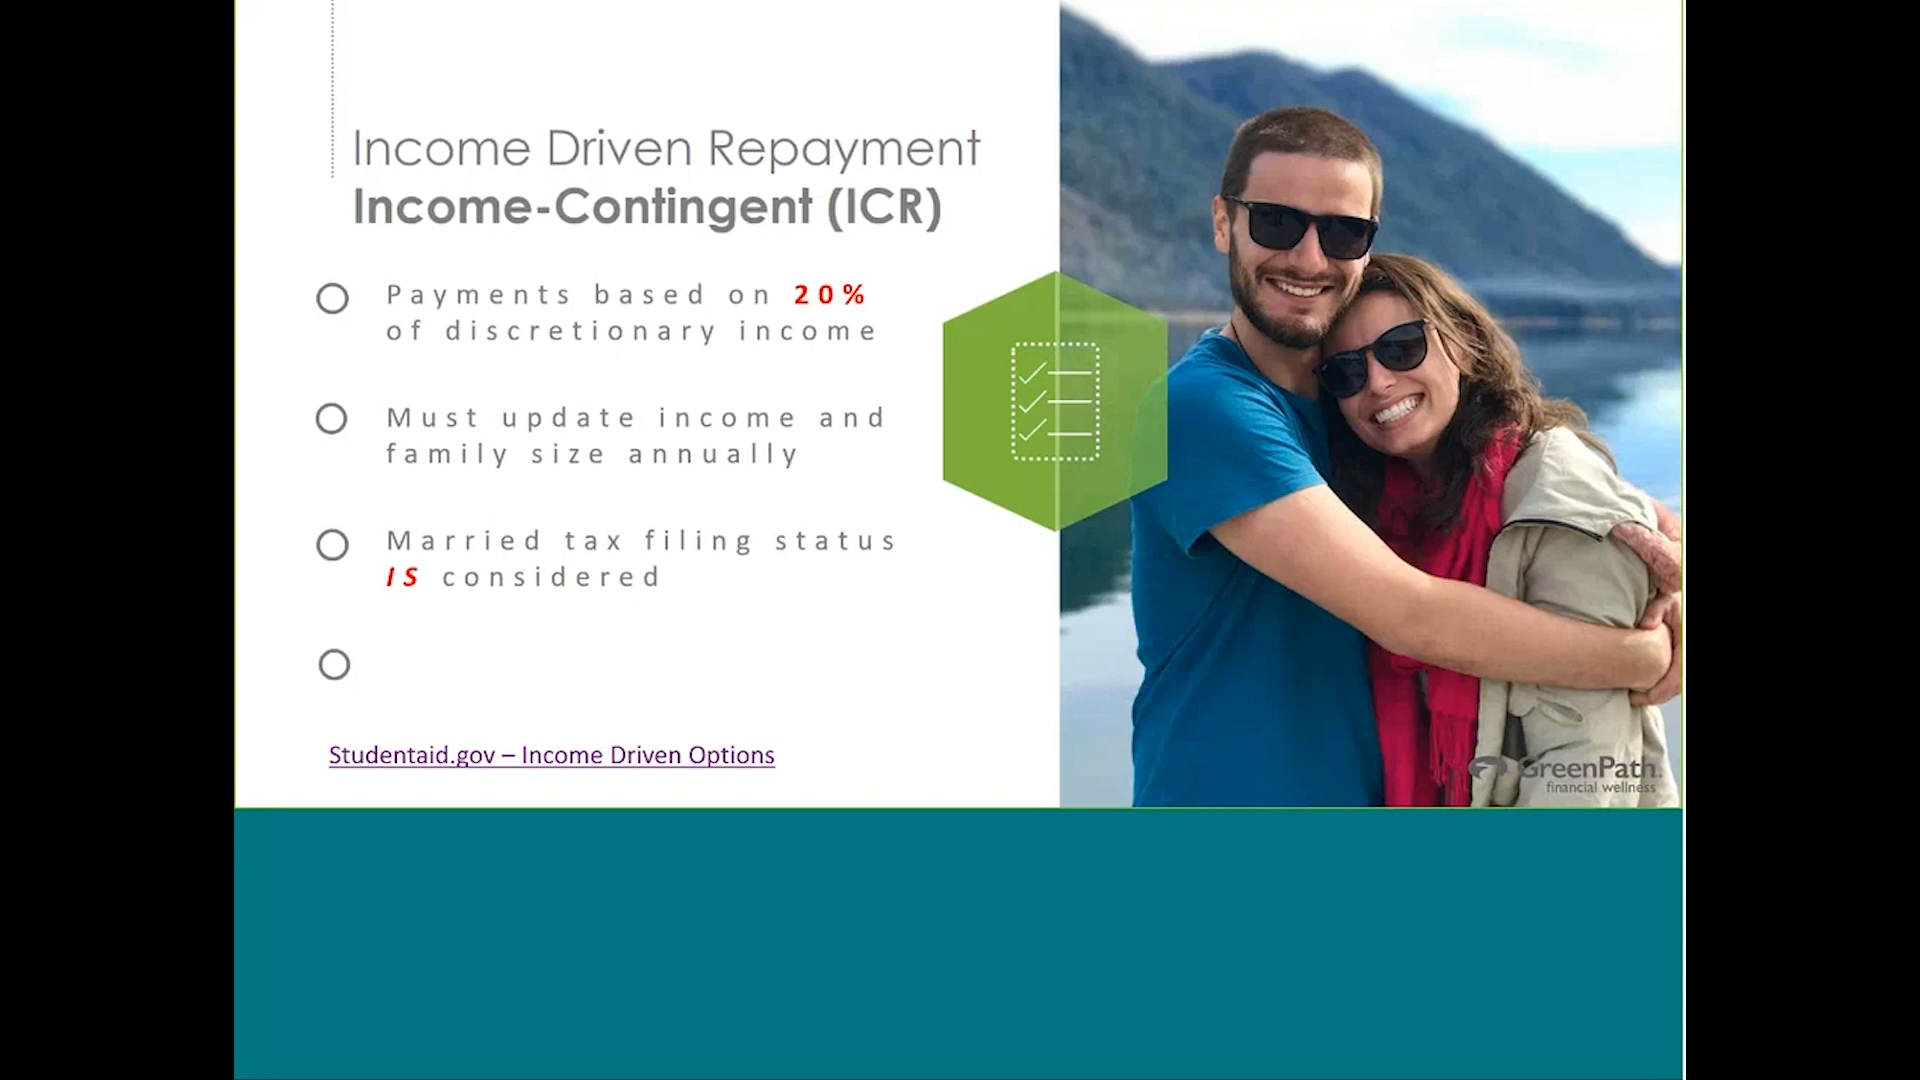 Income Driven Repayment
Income-Contingent (ICR)
Payments based on 20%
of discretionary income
Must update income and
family size annually
Married tax filing status
IS considered
Studentaid.gov – Income Driven Options
GreenPath
financial wellness